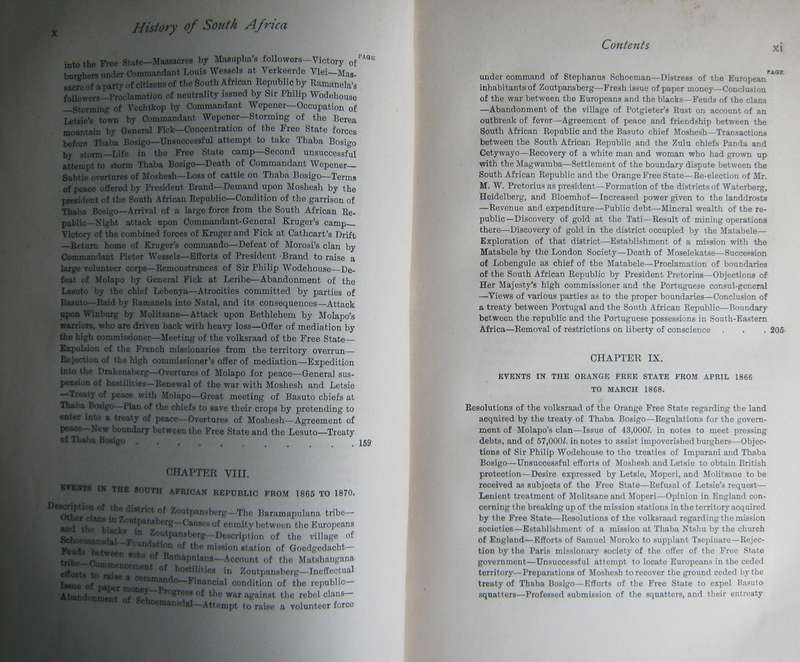 x
History of South Africa
PAGE
into the Free State—Massacres by Masupha's followers—Victory of
burghers under Commandant Louis Wessels at Verkeerde Vlei—Mas-
sacre of a party of citizens of the South African Republic by Ramanela's
followers—Proclamation of neutrality issued by Sir Philip Wodehouse
—Storming of Vechtkop by Commandant Wepener—Occupation of
Letsie's town by Commandant Wepener—Storming of the Berea
mountain by General Fick—Concentration of the Free State forces
before Thaba Bosigo—Unsuccessful attempt to take Thaba Bosigo
by storm—Life in the Free State camp—Second unsuccessful
attempt to storm Thaba Bosigo—Death of Commandant Wepener—
Subtle overtures of Moshesh—Loss of cattle on Thaba Bosigo—Terms
of peace offered by President Brand—Demand upon Moshesh by the
president of the South African Republic—Condition of the garrison of
Thaba Bosigo—Arrival of a large force from the South African Re-
public—Night attack upon Commandant-General Kruger's camp—
Victory of the combined forces of Kruger and Fick at Cathcart's Drift
—Return home of Kruger's commando—Defeat of Morosi's clan by
Commandant Pieter Wessels—Efforts of President Brand to raise a
large volunteer corps—Remonstrances of Sir Philip Wodehouse—De-
feat of Molapo by General Fick at Leribe—Abandonment of the
Lesuto by the chief Lebenya—Atrocities committed by parties of
Basuto—Raid by Ramanela into Natal, and its consequences—Attack
upon Winburg by Molitsane—Attack upon Bethlehem by Molapo's
warriors, who are driven back with heavy loss—Offer of mediation by
the high commissioner—Meeting of the volksraad of the Free State—
Expulsion of the French missionaries from the territory overrun—
Rejection of the high commissioner's offer of mediation—Expedition
into the Drakensberg—Overtures of Molapo for peace—General sus-
pension of hostilities—Renewal of the war with Moshesh and Letsie
—Treaty of peace with Molapo—Great meeting of Basuto chiefs at
Thaba Bosigo—Plan of the chiefs to save their crops by pretending to
enter into a treaty of peace—Overtures of Moshesh—Agreement of
peace—New boundary between the Free State and the Lesuto—Treaty
of Thaba Bosigo . . . . . . . . . . . 159
CHAPTER VIII.
EVENTS IN THE SOUTH AFRICAN REPUBLIC FROM 1865 TO 1870.
Description of the district of Zoutpansberg—The Baramapulana tribe—
Other clans in Zoutpansberg—Causes of enmity between the Europeans
and the blacks in Zoutpansberg—Description of the village of
Schoemansdal—Foundation of the mission station of Goedgedacht—
Feuds between sons of Ramapulana—Account of the Matshangana
tribe—Commencement of hostilities in Zoutpansberg—Ineffectual
efforts to raise a commando—Financial condition of the republic—
Issue of paper money—Progress of the war against the rebel clans—
Abandonment of Schoemansdal—Attempt to raise a volunteer force
Contents
xi
PAGE
under command of Stephanus Schoeman—Distress of the European
inhabitants of Zoutpansberg—Fresh issue of paper money—Conclusion
of the war between the Europeans and the blacks—Feuds of the clans
—Abandonment of the village of Potgieter's Rust on account of an
outbreak of fever—Agreement of peace and friendship between the
South African Republic and the Basuto chief Moshesh—Transactions
between the South African Republic and the Zulu chiefs Panda and
Cetywayo—Recovery of a white man and woman who had grown up
with the Magwamba—Settlement of the boundary dispute between the
South African Republic and the Orange Free State—Re-election of Mr.
M. W. Pretorius as president—Formation of the districts of Waterberg,
Heidelberg, and Bloemhof—Increased power given to the landdrosts
—Revenue and expenditure—Public debt—Mineral wealth of the re-
public—Discovery of gold at the Tati—Result of mining operations
there—Discovery of gold in the district occupied by the Matabele—
Exploration of that district—Establishment of a mission with the
Matabele by the London Society—Death of Moselekatse—Succession
of Lobengule as chief of the Matabele—Proclamation of boundaries
of the South African Republic by President Pretorius—Objections of
Her Majesty's high commissioner and the Portuguese consul-general
—Views of various parties as to the proper boundaries—Conclusion of
a treaty between Portugal and the South African Republic—Boundary
between the republic and the Portuguese possessions in South-Eastern
Africa—Removal of restrictions on liberty of conscience . . . 205
CHAPTER IX.
EVENTS IN THE ORANGE FREE STATE FROM APRIL 1866
TO MARCH 1868.
Resolutions of the volksraad of the Orange Free State regarding the land
acquired by the treaty of Thaba Bosigo—Regulations for the govern-
ment of Molapo's clan—Issue of 43,000l. in notes to meet pressing
debts, and of 57,000l. in notes to assist impoverished burghers—Objec-
tions of Sir Philip Wodehouse to the treaties of Imparani and Thaba
Bosigo—Unsuccessful efforts of Moshesh and Letsie to obtain British
protection—Desire expressed by Letsie, Moperi, and Molitsane to be
received as subjects of the Free State—Refusal of Letsie's request—
Lenient treatment of Molitsane and Moperi—Opinion in England con-
cerning the breaking up of the mission stations in the territory acquired
by the Free State—Resolutions of the volksraad regarding the mission
societies—Establishment of a mission at Thaba Ntshu by the church
of England—Efforts of Samuel Moroko to supplant Tsepinare—Rejec-
tion by the Paris missionary society of the offer of the Free State
government—Unsuccessful attempt to locate Europeans in the ceded
territory—Preparations of Moshesh to recover the ground ceded by the
treaty of Thaba Bosigo—Efforts of the Free State to expel Basuto
squatters—Professed submission of the squatters, and their entreaty